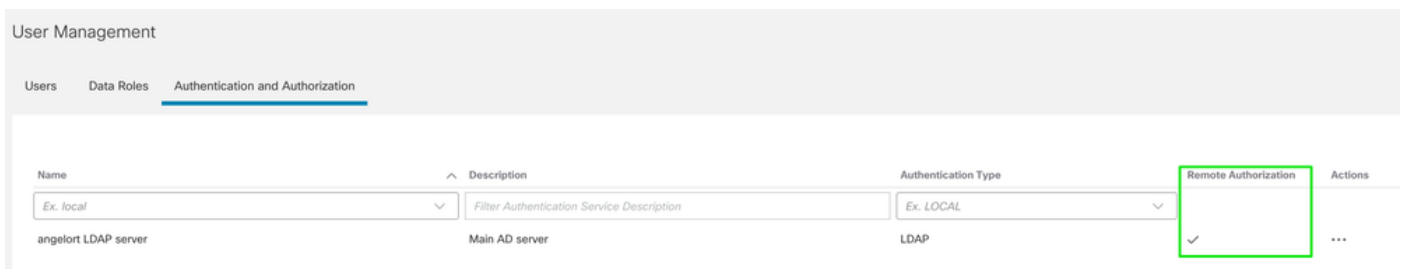 User Management
Users Data Roles Authentication and Authorization
Name Description Authentication Type Remote Authorization Actions
Ex. local Filter Authentication Service Description Ex. LOCAL
angelort LDAP server Main AD server LDAP